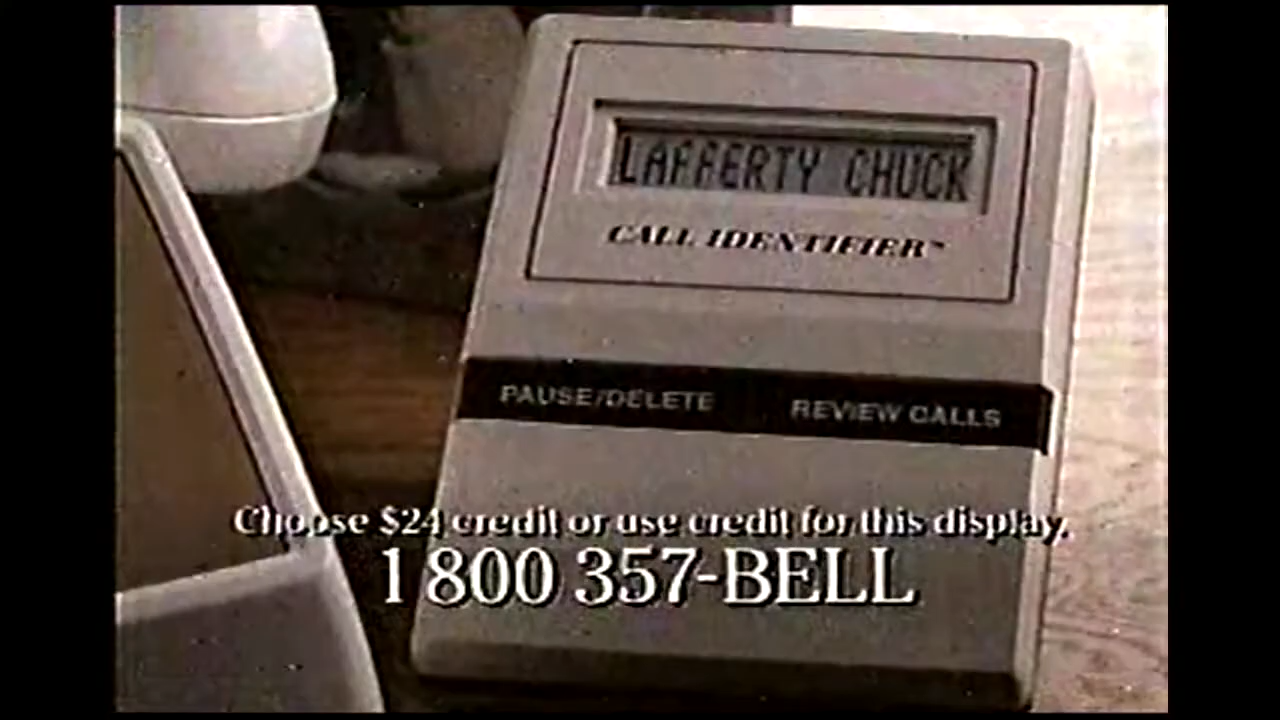 LAFFERTY CHUCK
CALL IDENTIFIER™
PAUSE/DELETE
REVIEW CALLS
Choose $24 credit or use credit for this display.
1 800 357-BELL